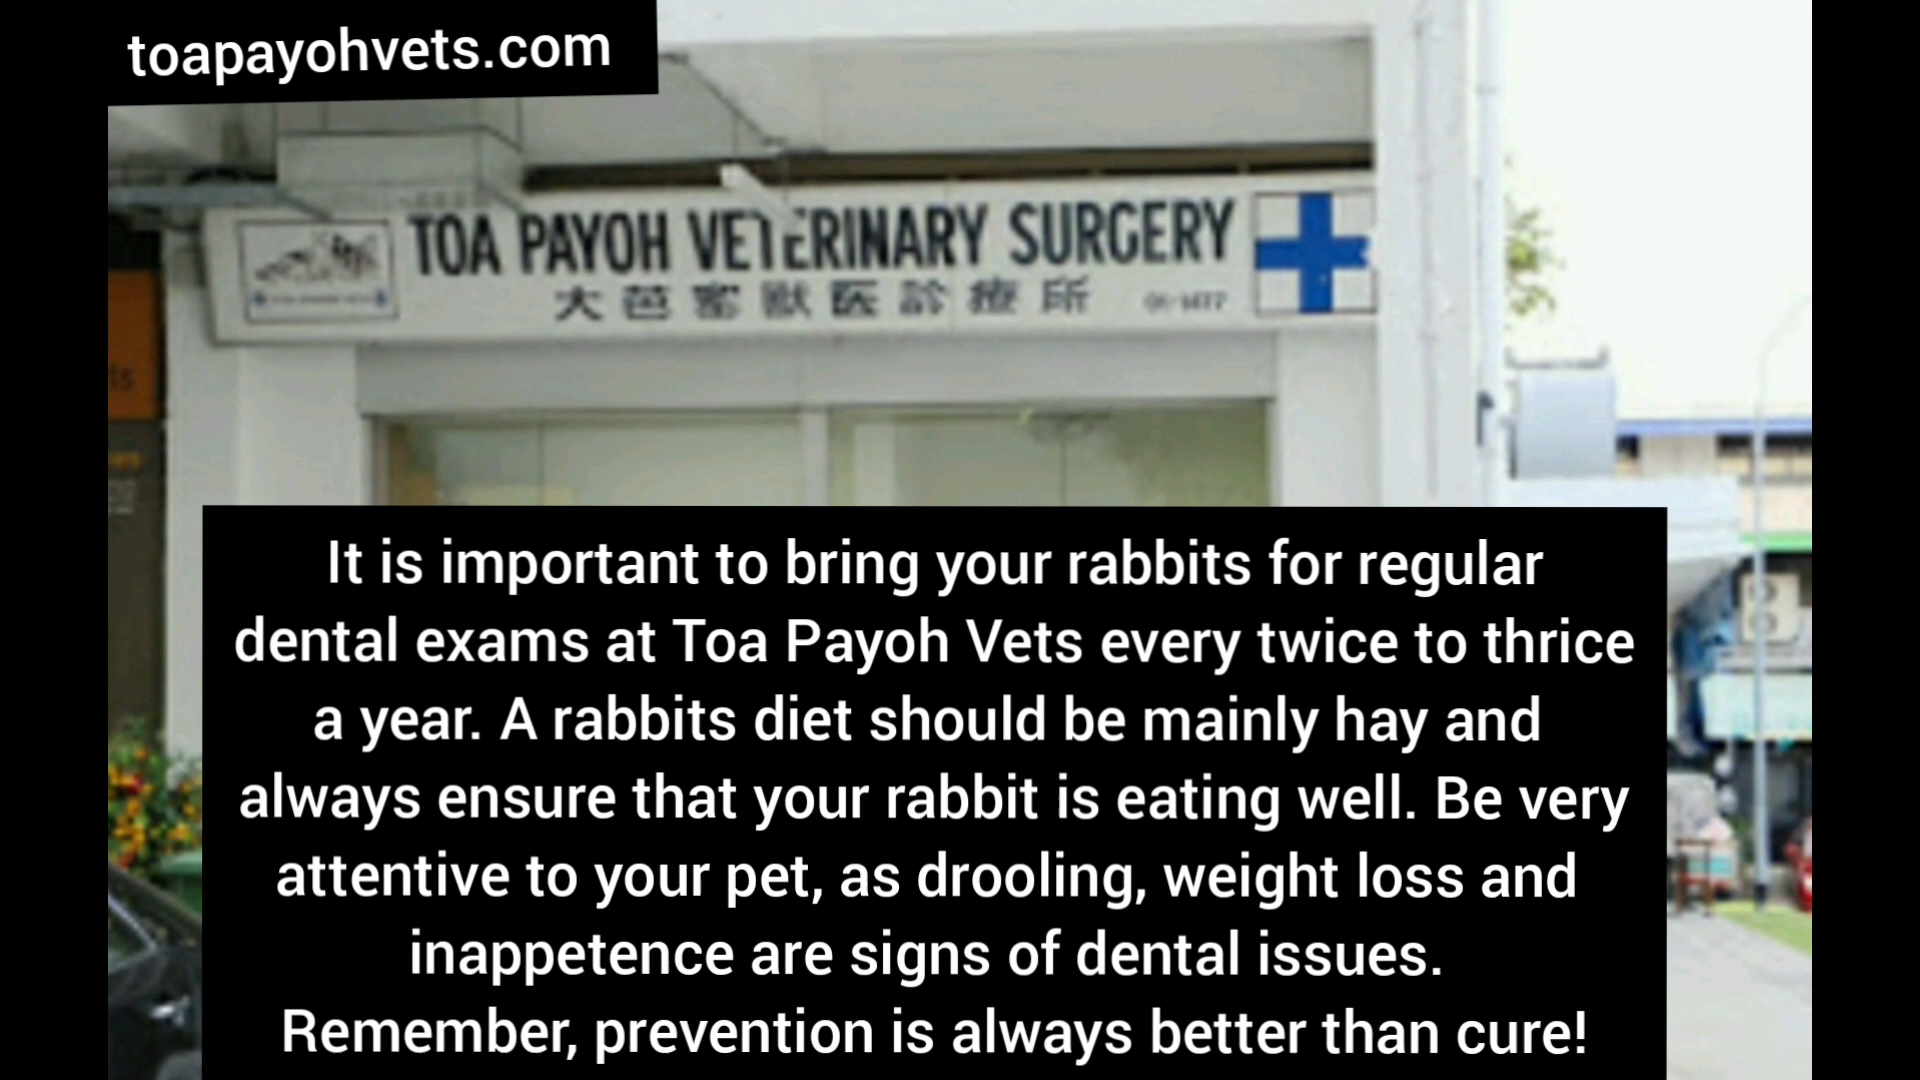 toapayohvets.com
TOA PAYOH VETERINARY SURGERY
大芭窑獸医診療所
It is important to bring your rabbits for regular
dental exams at Toa Payoh Vets every twice to thrice
a year. A rabbits diet should be mainly hay and
always ensure that your rabbit is eating well. Be very
attentive to your pet, as drooling, weight loss and
inappetence are signs of dental issues.
Remember, prevention is always better than cure!